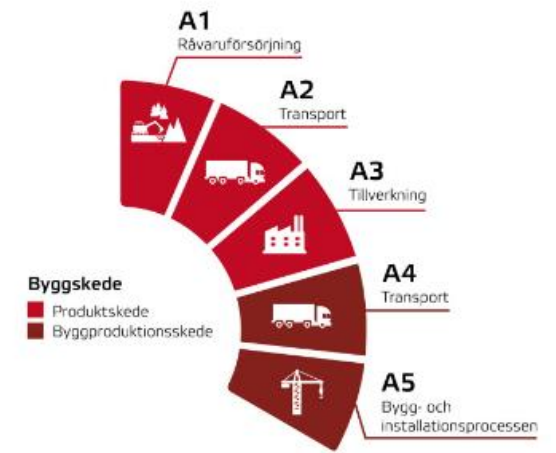 A1
Råvaruförsörjning
A2
Transport
A3
Tillverkning
A4
Transport
A5
Bygg- och
installationsprocessen
Byggskede
Produktskede
Byggproduktionsskede